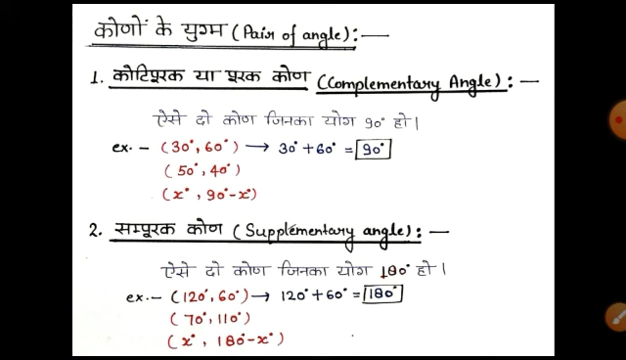 कोणों के युग्म (Pair of angle) : —
1. कोटिपूरक या पूरक कोण (Complementary Angle) : —
ऐसे दो कोण जिनका योग 90° हो।
ex. - (30°, 60°) → 30° + 60° = 90°
(50°, 40°)
(x°, 90°-x°)
2. सम्पूरक कोण (Supplementary angle) : —
ऐसे दो कोण जिनका योग 180° हो।
ex. - (120°, 60°) → 120° + 60° = 180°
(70°, 110°)
(x°, 180°-x°)